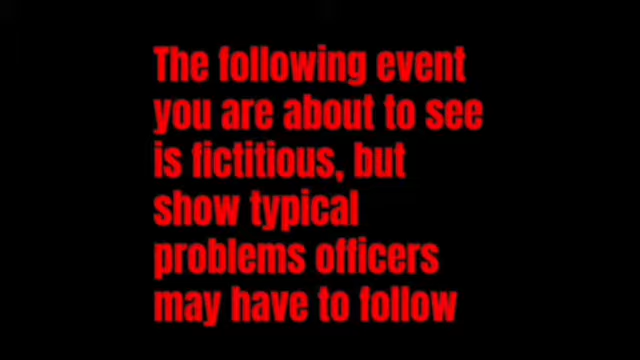 The following event
you are about to see
is fictitious, but
show typical
problems officers
may have to follow